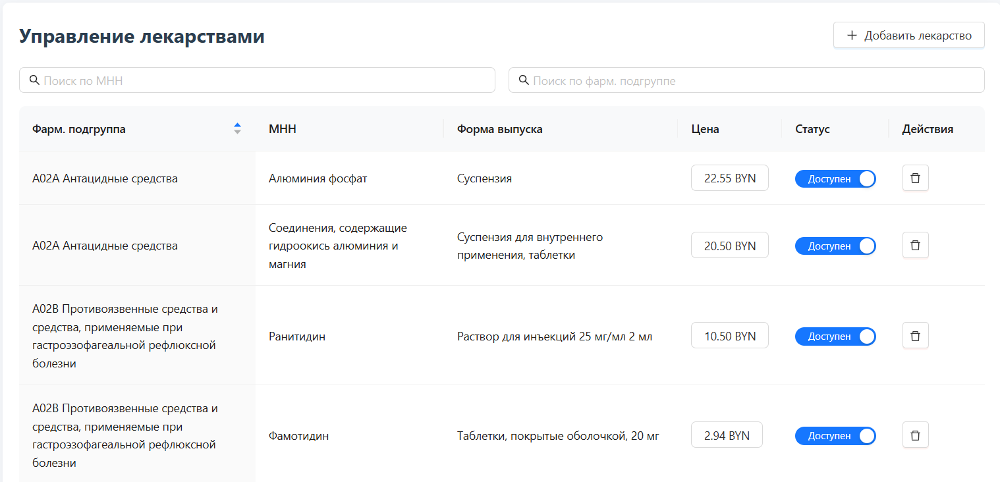 Управление лекарствами
Добавить лекарство
Поиск по МНН
Поиск по фарм. подгруппе
Фарм. подгруппа МНН Форма выпуска Цена Статус Действия
A02A Антацидные средства Алюминия фосфат Суспензия 22.55 BYN Доступен
A02A Антацидные средства
Соединения, содержащие
гидроокись алюминия и
магния
Суспензия для внутреннего
применения, таблетки
20.50 BYN Доступен
A02B Противоязвенные средства и
средства, применяемые при
гастроэзофагеальной рефлюксной
болезни
Ранитидин
Раствор для инъекций 25 мг/мл 2 мл
10.50 BYN Доступен
A02B Противоязвенные средства и
средства, применяемые при
гастроэзофагеальной рефлюксной
болезни
Фамотидин
Таблетки, покрытые оболочкой, 20 мг
2.94 BYN Доступен